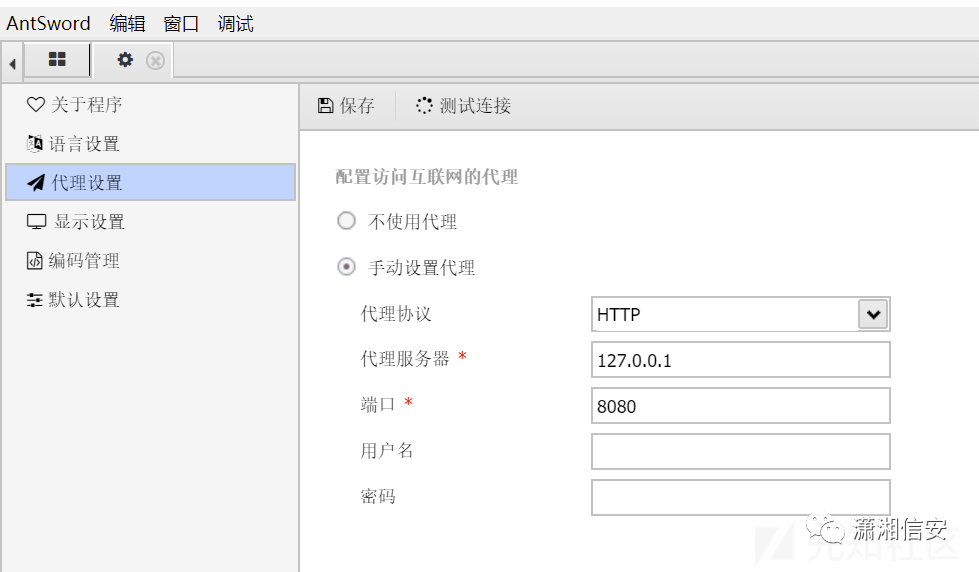 AntSword 编辑 窗口 调试
关于程序
语言设置
代理设置
显示设置
编码管理
默认设置
保存 测试连接
配置访问互联网的代理
不使用代理
手动设置代理
代理协议 HTTP
代理服务器 * 127.0.0.1
端口 * 8080
用户名
密码
潇湘信安
先知社区